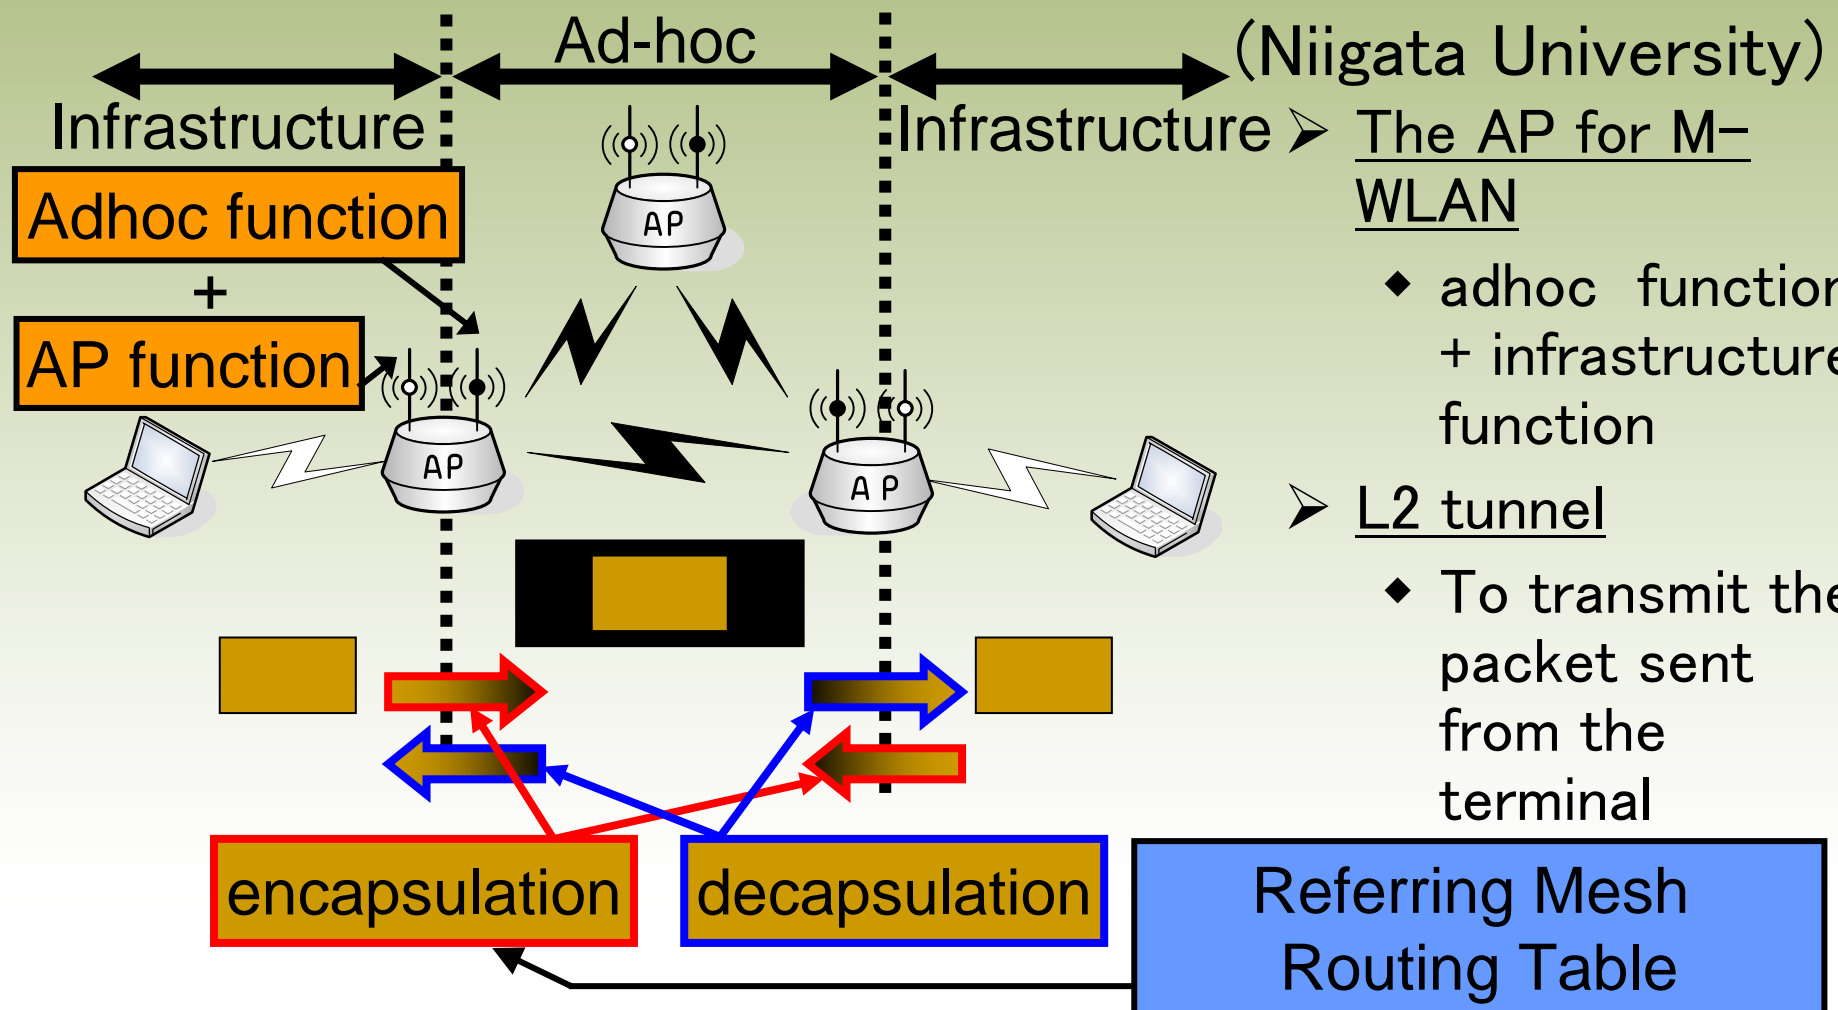 Ad-hoc
(Niigata University)
Infrastructure
Infrastructure
➢ The AP for M-
WLAN
Adhoc function
+
AP function
AP
AP
AP
◆ adhoc function
+ infrastructure
function
➢ L2 tunnel
◆ To transmit the
packet sent
from the
terminal
encapsulation
decapsulation
Referring Mesh
Routing Table